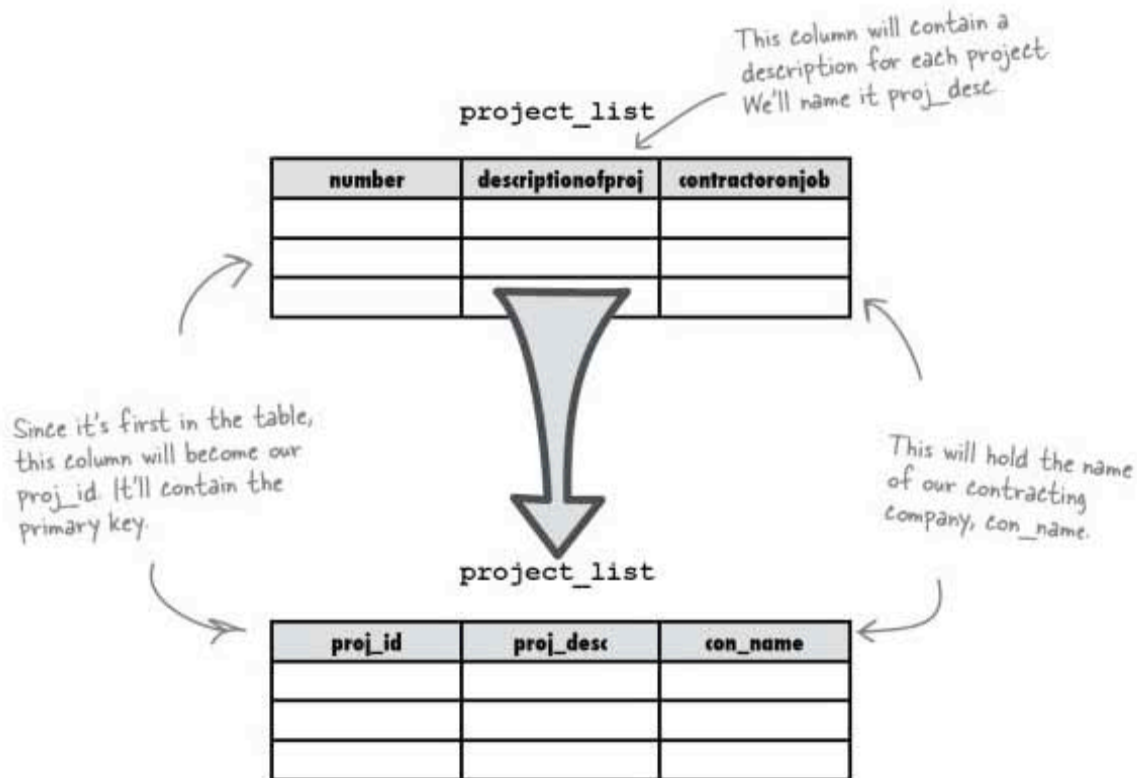 This column will contain a
description for each project
We'll name it proj_desc
project_list
number descriptionofproj contractoronjob
Since it's first in the table,
this column will become our
proj_id. It'll contain the
primary key.
This will hold the name
of our contracting
company, con_name.
project_list
proj_id proj_desc con_name